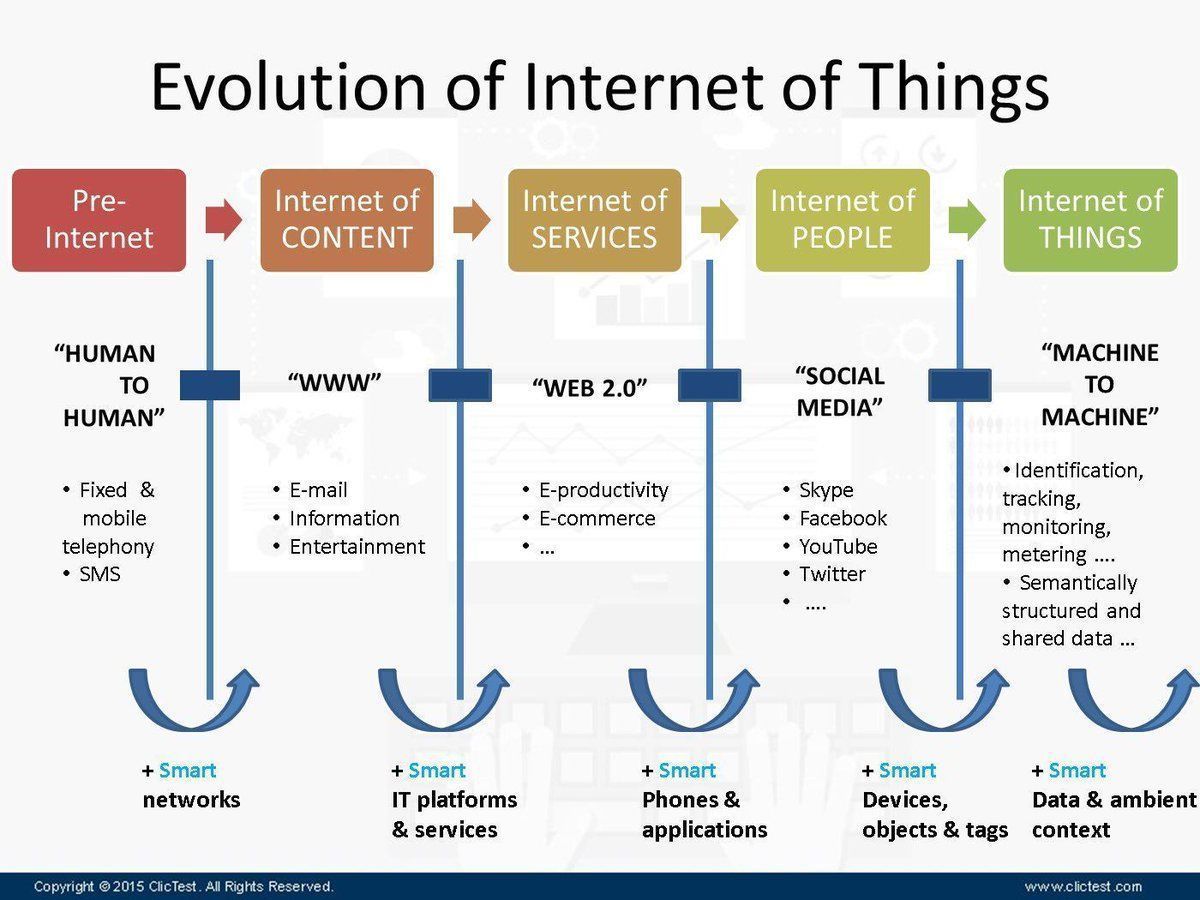 Evolution of Internet of Things
Pre-
Internet
Internet of
CONTENT
Internet of
SERVICES
Internet of
PEOPLE
Internet of
THINGS
“HUMAN
TO
HUMAN”
“WWW”
“WEB 2.0”
“SOCIAL
MEDIA”
“MACHINE
TO
MACHINE”
• Fixed &
mobile
telephony
• SMS
• E-mail
• Information
• Entertainment
• E-productivity
• E-commerce
• ...
• Skype
• Facebook
• YouTube
• Twitter
• ....
• Identification,
tracking,
monitoring,
metering ....
• Semantically
structured and
shared data ...
+ Smart
networks
+ Smart
IT platforms
& services
+ Smart
Phones &
applications
+ Smart
Devices,
objects & tags
+ Smart
Data & ambient
context
Copyright © 2015 ClicTest. All Rights Reserved.
www.clictest.com